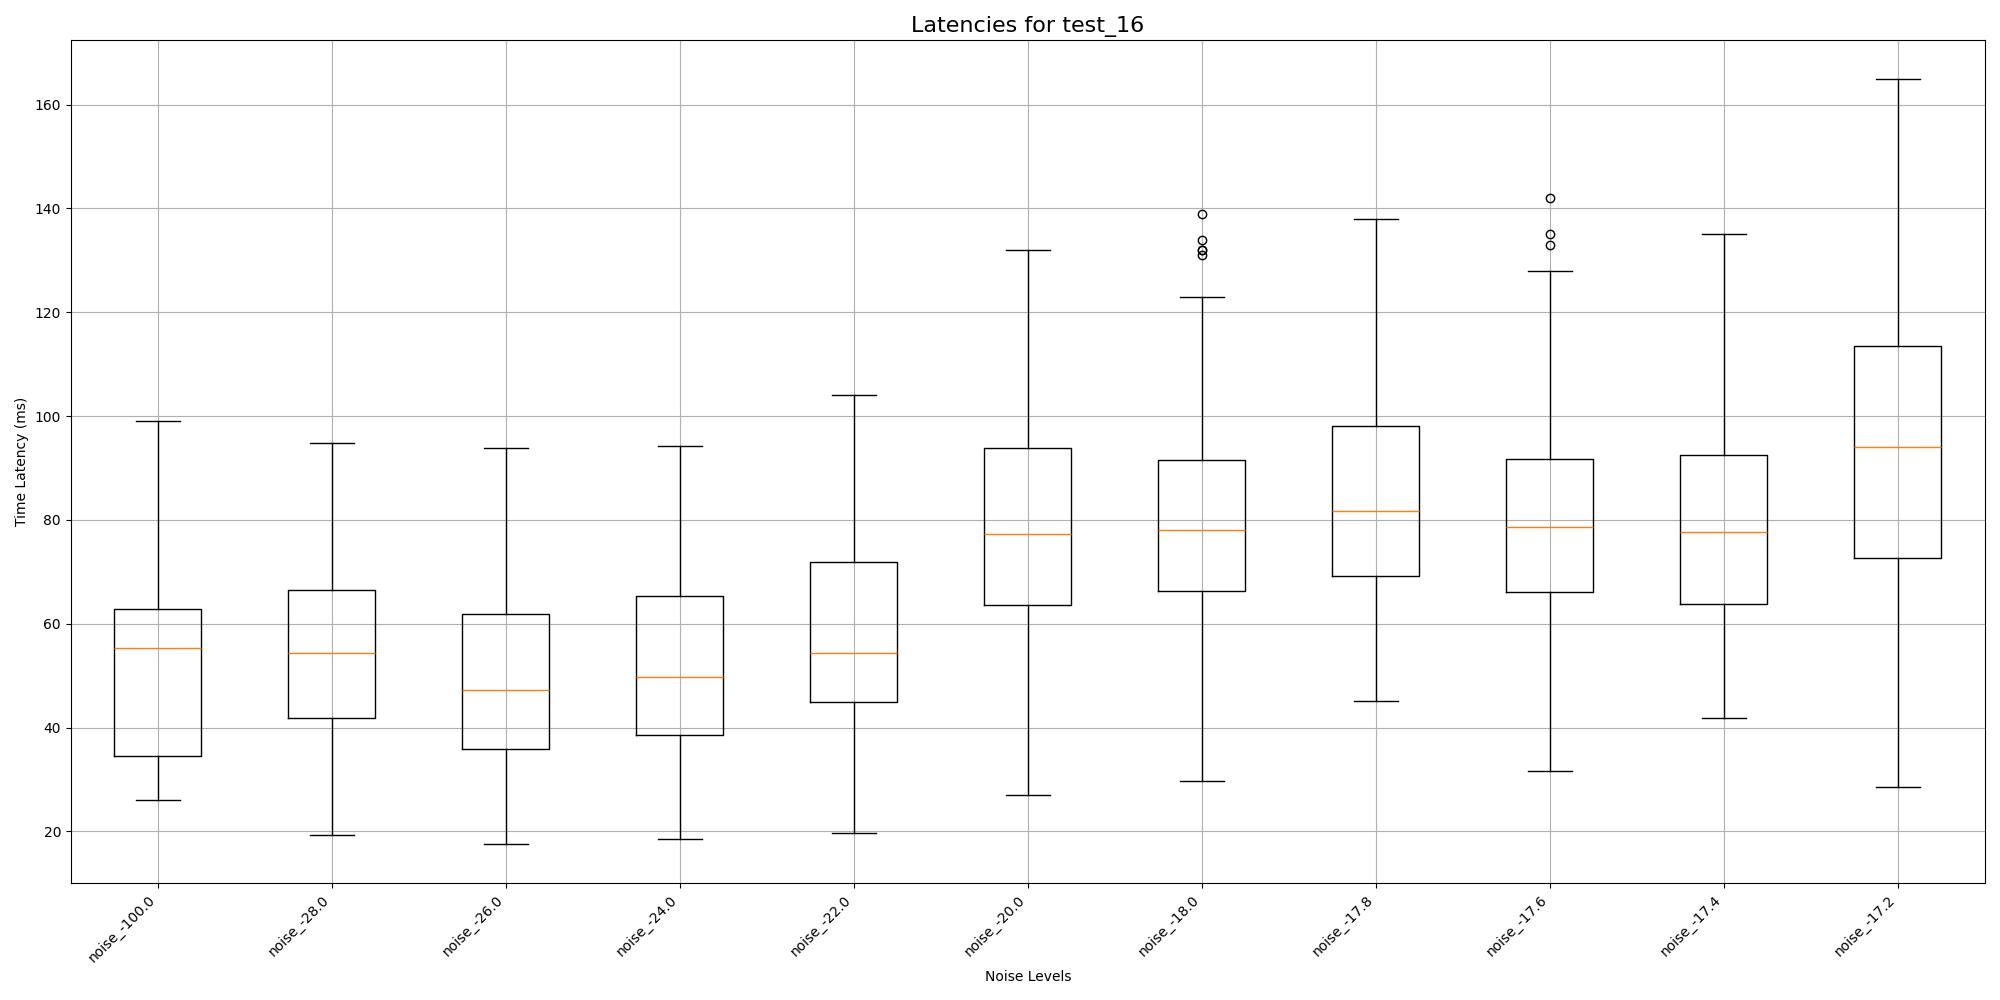 Latencies for test_16
Time Latency (ms)
160
140
120
100
80
60
40
20
noise_-100.0
noise_-28.0
noise_-26.0
noise_-24.0
noise_-22.0
noise_-20.0
noise_-18.0
noise_-17.8
noise_-17.6
noise_-17.4
noise_-17.2
Noise Levels